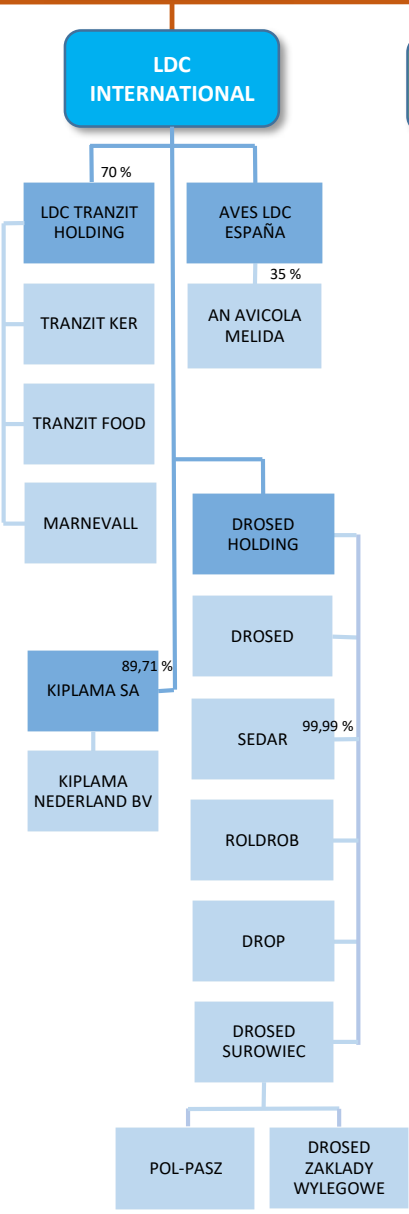 LDC
INTERNATIONAL
70 %
LDC TRANZIT
HOLDING
AVES LDC
ESPAÑA
35 %
TRANZIT KER
AN AVICOLA
MELIDA
TRANZIT FOOD
MARNEVALL
DROSED
HOLDING
DROSED
89,71 %
KIPLAMA SA
99,99 %
SEDAR
KIPLAMA
NEDERLAND BV
ROLDROB
DROP
DROSED
SUROWIEC
POL-PASZ
DROSED
ZAKLADY
WYLEGOWE